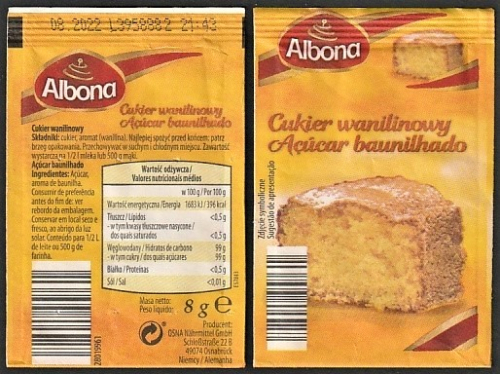 08.2022 L3958882 21:43
Albona
Cukier wanilinowy
Açúcar baunilhado
Cukier wanilinowy
Składniki: cukier, aromat (wanilina). Najlepiej spożyć przed końcem: patrz
brzeg opakowania. Przechowywać w suchym i chłodnym miejscu. Zawartość
wystarcza na 1/2 l mleka lub 500 g mąki.
Açúcar baunilhado
Ingredientes: Açúcar,
aroma de baunilha.
Consumir de preferência
antes do fim de: ver
rebordo da embalagem.
Conservar em local seco e
fresco, ao abrigo da luz
solar. Conteúdo para 1/2 L
de leite ou 500 g de
farinha.
Wartość odżywcza /
Valores nutricionais médios
w 100 g / Por 100 g
Wartość energetyczna /Energia 1683 kJ / 396 kcal
Tłuszcz / Lípidos <0,5 g
- w tym kwasy tłuszczowe nasycone /
dos quais saturados <0,5 g
Węglowodany / Hidratos de carbono 99 g
- w tym cukry / dos quais açúcares 99 g
Białko / Proteínas <0,5 g
Sól / Sal <0,01 g
Masa netto:
Peso líquido: 8 g e
Producent:
OSNA Nährmittel GmbH
Schloßstraße 22 B
49074 Osnabrück
Niemcy / Alemanha
28019961
Albona
Cukier wanilinowy
Açúcar baunilhado
Zdjęcie symboliczne
Sugestão de apresentação